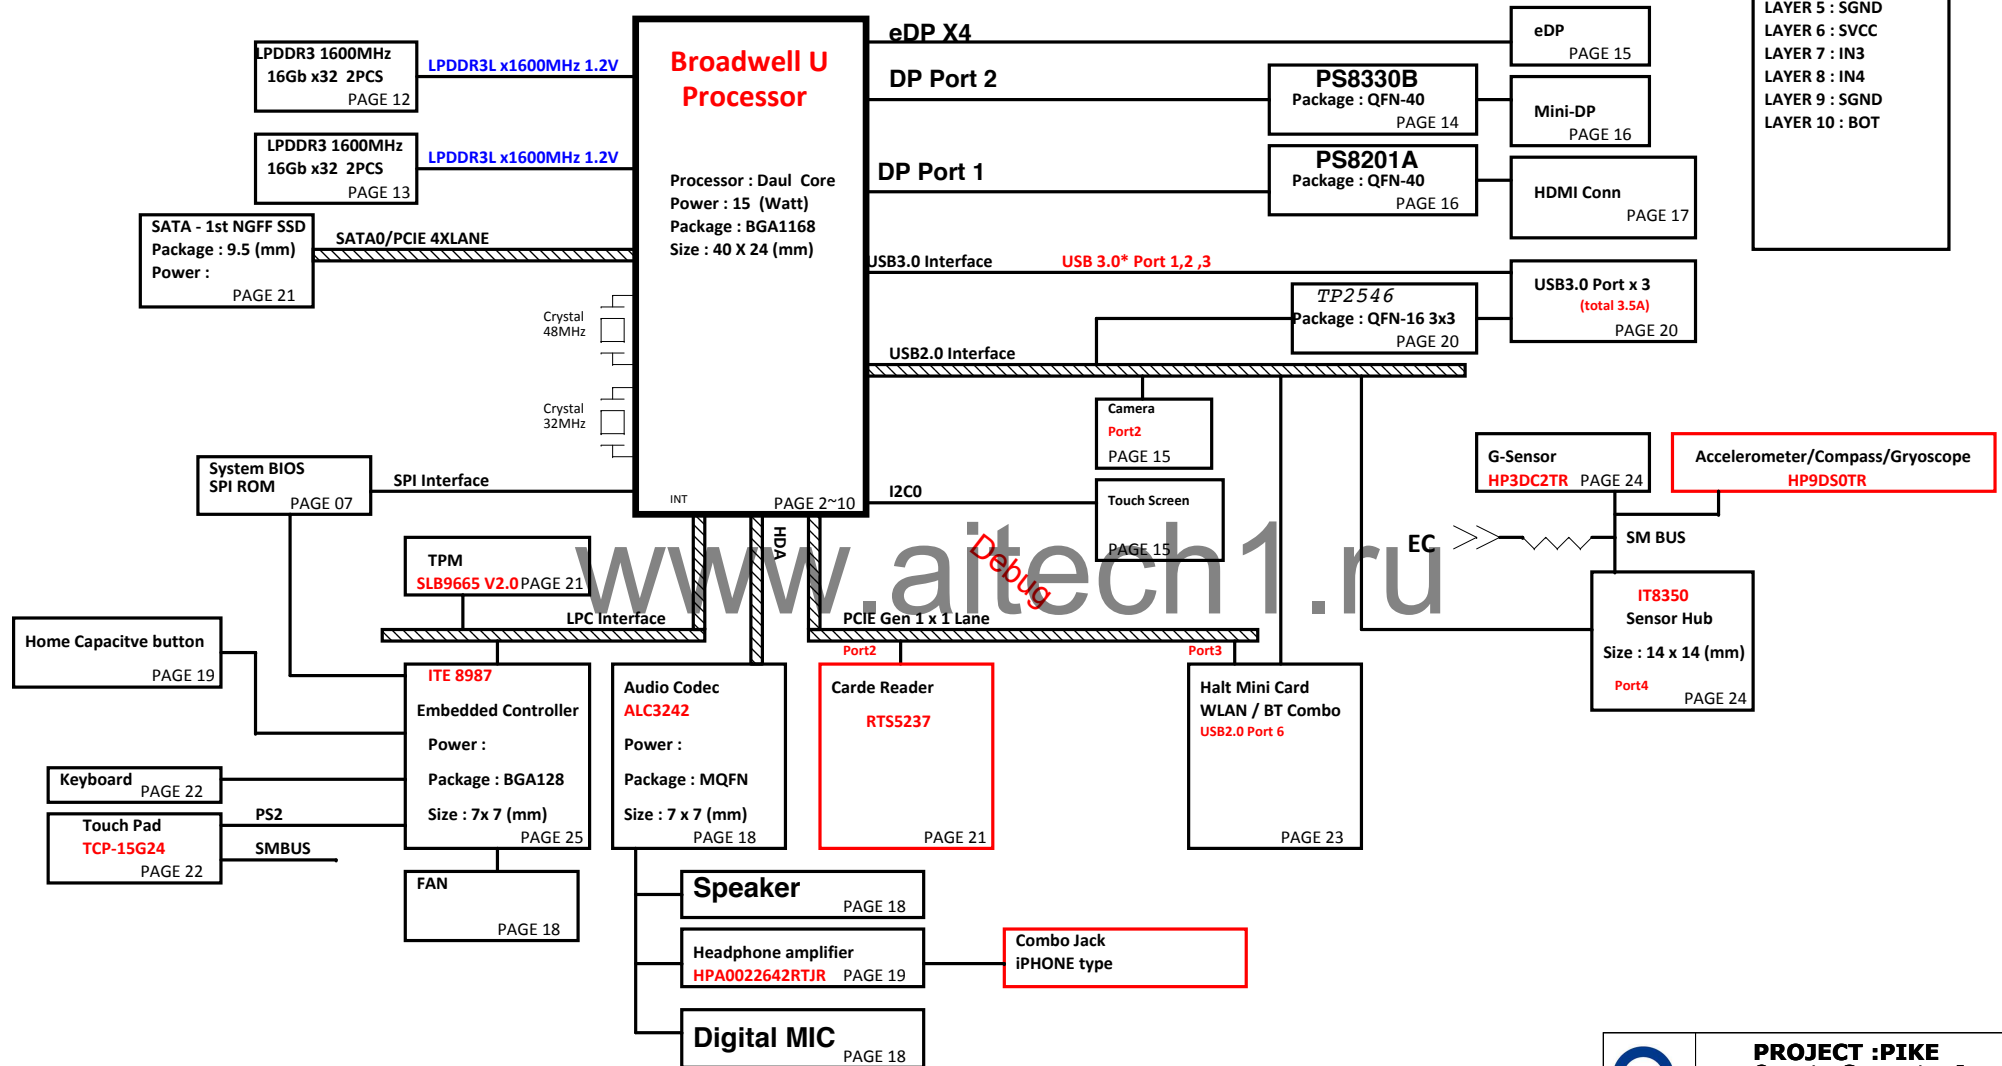 LPDDR3 1600MHz
16Gb x32 2PCS
PAGE 12
LPDDR3L x1600MHz 1.2V
LPDDR3 1600MHz
16Gb x32 2PCS
PAGE 13
LPDDR3L x1600MHz 1.2V
SATA - 1st NGFF SSD
Package : 9.5 (mm)
Power :
PAGE 21
SATA0/PCIE 4XLANE
Crystal
48MHz
Crystal
32MHz
Broadwell U
Processor
Processor : Daul Core
Power : 15 (Watt)
Package : BGA1168
Size : 40 X 24 (mm)
INT
PAGE 2~10
eDP X4
eDP
PAGE 15
DP Port 2
PS8330B
Package : QFN-40
PAGE 14
Mini-DP
PAGE 16
DP Port 1
PS8201A
Package : QFN-40
PAGE 16
HDMI Conn
PAGE 17
LAYER 5 : SGND
LAYER 6 : SVCC
LAYER 7 : IN3
LAYER 8 : IN4
LAYER 9 : SGND
LAYER 10 : BOT
USB3.0 Interface
USB 3.0* Port 1,2 ,3
USB3.0 Port x 3
(total 3.5A)
PAGE 20
TP2546
Package : QFN-16 3x3
PAGE 20
USB2.0 Interface
Camera
Port2
PAGE 15
I2C0
Touch Screen
PAGE 15
G-Sensor
HP3DC2TR PAGE 24
Accelerometer/Compass/Gryoscope
HP9DS0TR
EC
SM BUS
IT8350
Sensor Hub
Size : 14 x 14 (mm)
Port4
PAGE 24
System BIOS
SPI ROM
PAGE 07
SPI Interface
TPM
SLB9665 V2.0 PAGE 21
LPC Interface
HDA
Debug
www.aitech1.ru
PCIE Gen 1 x 1 Lane
Port2
Port3
Home Capacitve button
PAGE 19
Keyboard
PAGE 22
Touch Pad
TCP-15G24
PAGE 22
PS2
SMBUS
ITE 8987
Embedded Controller
Power :
Package : BGA128
Size : 7x 7 (mm)
PAGE 25
FAN
PAGE 18
Audio Codec
ALC3242
Power :
Package : MQFN
Size : 7 x 7 (mm)
PAGE 18
Carde Reader
RTS5237
PAGE 21
Halt Mini Card
WLAN / BT Combo
USB2.0 Port 6
PAGE 23
Speaker
PAGE 18
Headphone amplifier
HPA0022642RTJR PAGE 19
Combo Jack
iPHONE type
Digital MIC
PAGE 18
PROJECT :PIKE